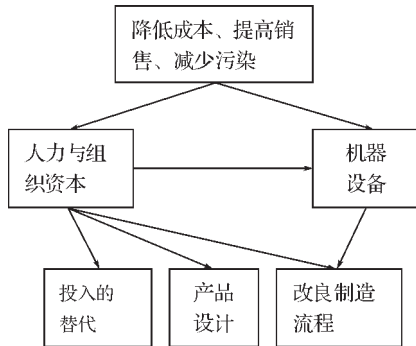 降低成本、提高销
售、减少污染
人力与组
织资本
机器
设备
投入的
替代
产品
设计
改良制造
流程